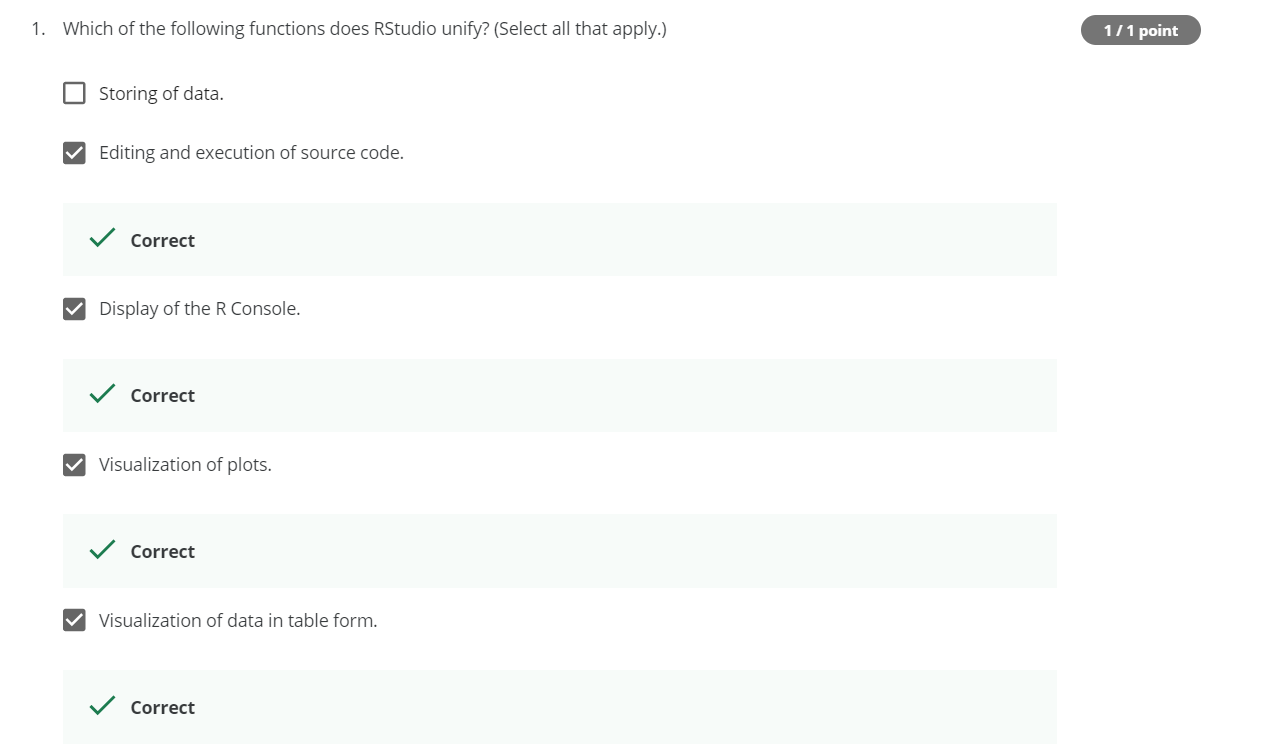 1. Which of the following functions does RStudio unify? (Select all that apply.)
1 / 1 point
Storing of data.
Editing and execution of source code.
Correct
Display of the R Console.
Correct
Visualization of plots.
Correct
Visualization of data in table form.
Correct